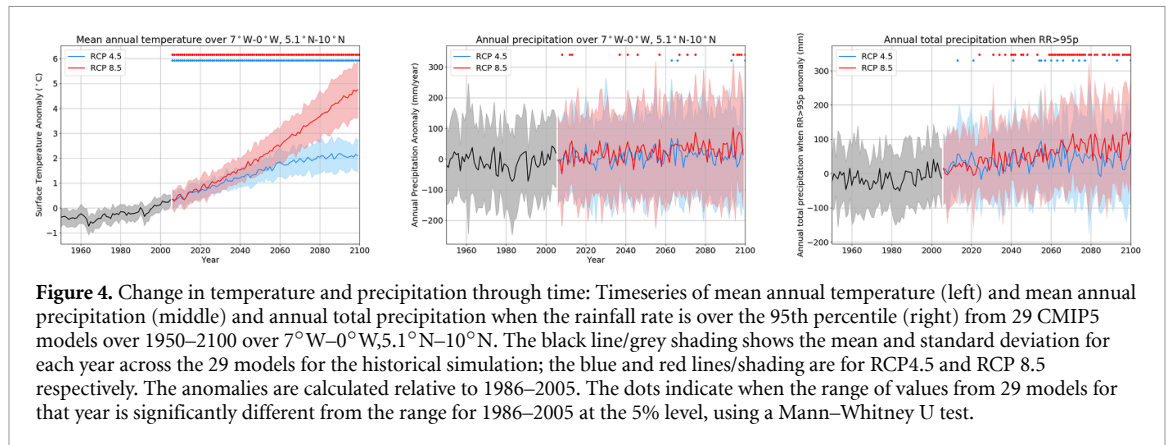 Mean annual temperature over 7°W-0°W, 5.1°N-10°N
RCP 4.5
RCP 8.5
Surface Temperature Anomaly (°C)
6
5
4
3
2
1
0
−1
1960 1980 2000 2020 2040 2060 2080 2100
Year
Annual precipitation over 7°W-0°W, 5.1°N-10°N
RCP 4.5
RCP 8.5
Annual Precipitation Anomaly (mm/year)
300
200
100
0
−100
−200
1960 1980 2000 2020 2040 2060 2080 2100
Year
Annual total precipitation when RR>95p
RCP 4.5
RCP 8.5
Annual total precipitation when RR>95p anomaly (mm)
300
200
100
0
−100
−200
1960 1980 2000 2020 2040 2060 2080 2100
Year
Figure 4. Change in temperature and precipitation through time: Timeseries of mean annual temperature (left) and mean annual
precipitation (middle) and annual total precipitation when the rainfall rate is over the 95th percentile (right) from 29 CMIP5
models over 1950–2100 over 7°W–0°W,5.1°N–10°N. The black line/grey shading shows the mean and standard deviation for
each year across the 29 models for the historical simulation; the blue and red lines/shading are for RCP4.5 and RCP 8.5
respectively. The anomalies are calculated relative to 1986–2005. The dots indicate when the range of values from 29 models for
that year is significantly different from the range for 1986–2005 at the 5% level, using a Mann–Whitney U test.